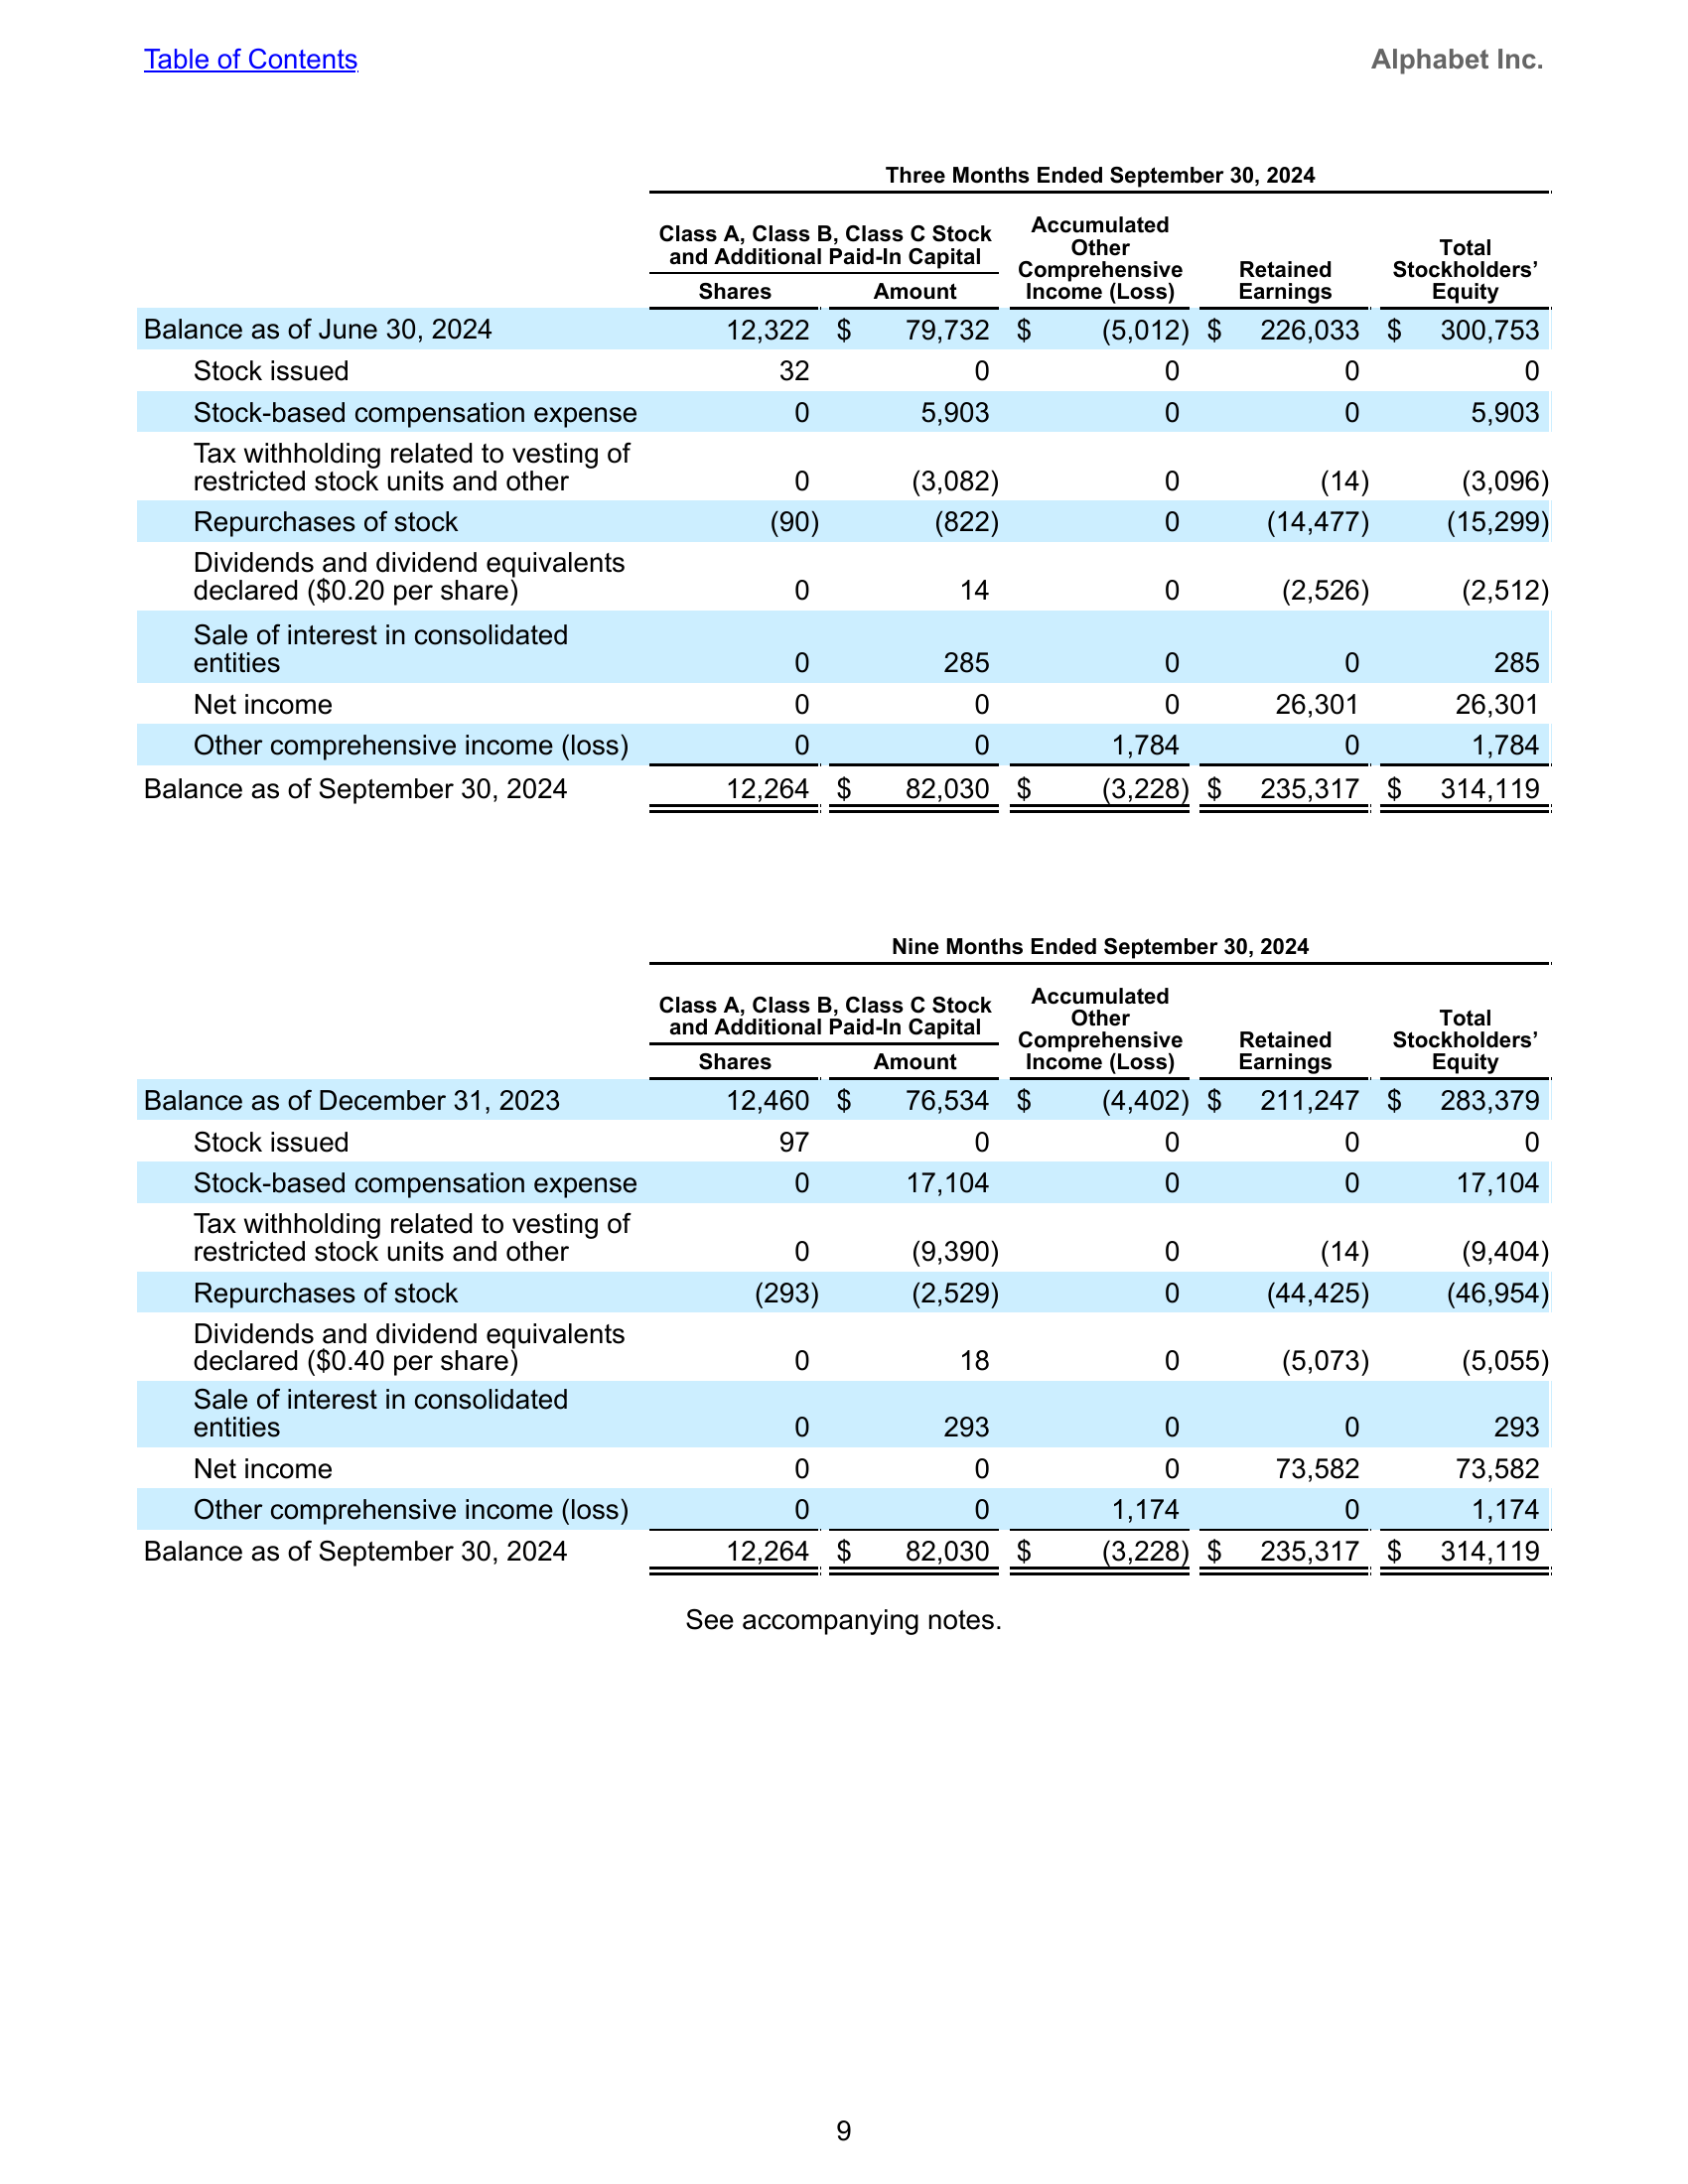 Table of Contents Alphabet Inc.
Three Months Ended September 30, 2024
Class A, Class B, Class C Stock and Additional Paid-In Capital Accumulated Other Comprehensive Income (Loss) Retained Earnings Total Stockholders’ Equity
Shares Amount
Balance as of June 30, 2024 12,322 $ 79,732 $ (5,012) $ 226,033 $ 300,753
Stock issued 32 0 0 0 0
Stock-based compensation expense 0 5,903 0 0 5,903
Tax withholding related to vesting of
restricted stock units and other 0 (3,082) 0 (14) (3,096)
Repurchases of stock (90) (822) 0 (14,477) (15,299)
Dividends and dividend equivalents
declared ($0.20 per share) 0 14 0 (2,526) (2,512)
Sale of interest in consolidated
entities 0 285 0 0 285
Net income 0 0 0 26,301 26,301
Other comprehensive income (loss) 0 0 1,784 0 1,784
Balance as of September 30, 2024 12,264 $ 82,030 $ (3,228) $ 235,317 $ 314,119
Nine Months Ended September 30, 2024
Class A, Class B, Class C Stock and Additional Paid-In Capital Accumulated Other Comprehensive Income (Loss) Retained Earnings Total Stockholders’ Equity
Shares Amount
Balance as of December 31, 2023 12,460 $ 76,534 $ (4,402) $ 211,247 $ 283,379
Stock issued 97 0 0 0 0
Stock-based compensation expense 0 17,104 0 0 17,104
Tax withholding related to vesting of
restricted stock units and other 0 (9,390) 0 (14) (9,404)
Repurchases of stock (293) (2,529) 0 (44,425) (46,954)
Dividends and dividend equivalents
declared ($0.40 per share) 0 18 0 (5,073) (5,055)
Sale of interest in consolidated
entities 0 293 0 0 293
Net income 0 0 0 73,582 73,582
Other comprehensive income (loss) 0 0 1,174 0 1,174
Balance as of September 30, 2024 12,264 $ 82,030 $ (3,228) $ 235,317 $ 314,119
See accompanying notes.
9